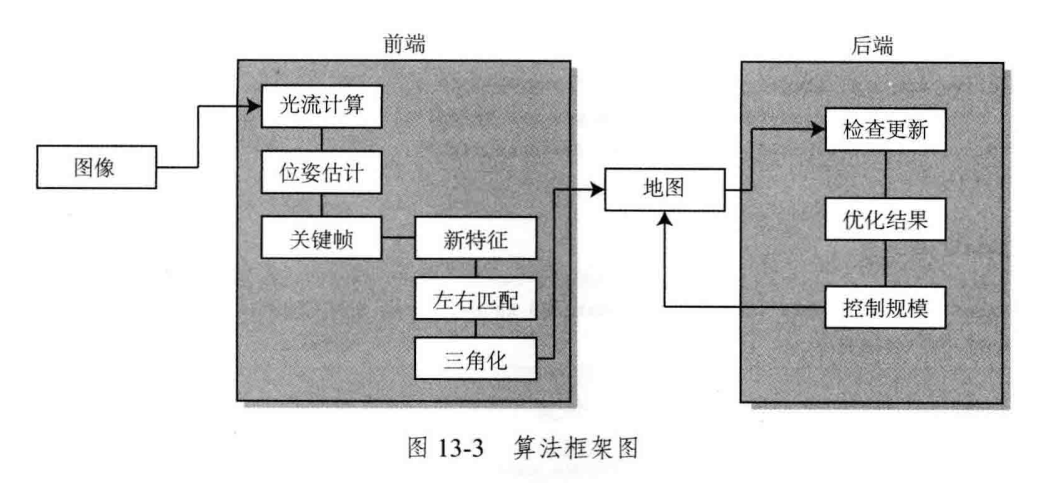 前端
后端
光流计算
图像
位姿估计
关键帧
新特征
左右匹配
三角化
地图
检查更新
优化结果
控制规模
图 13-3 算法框架图